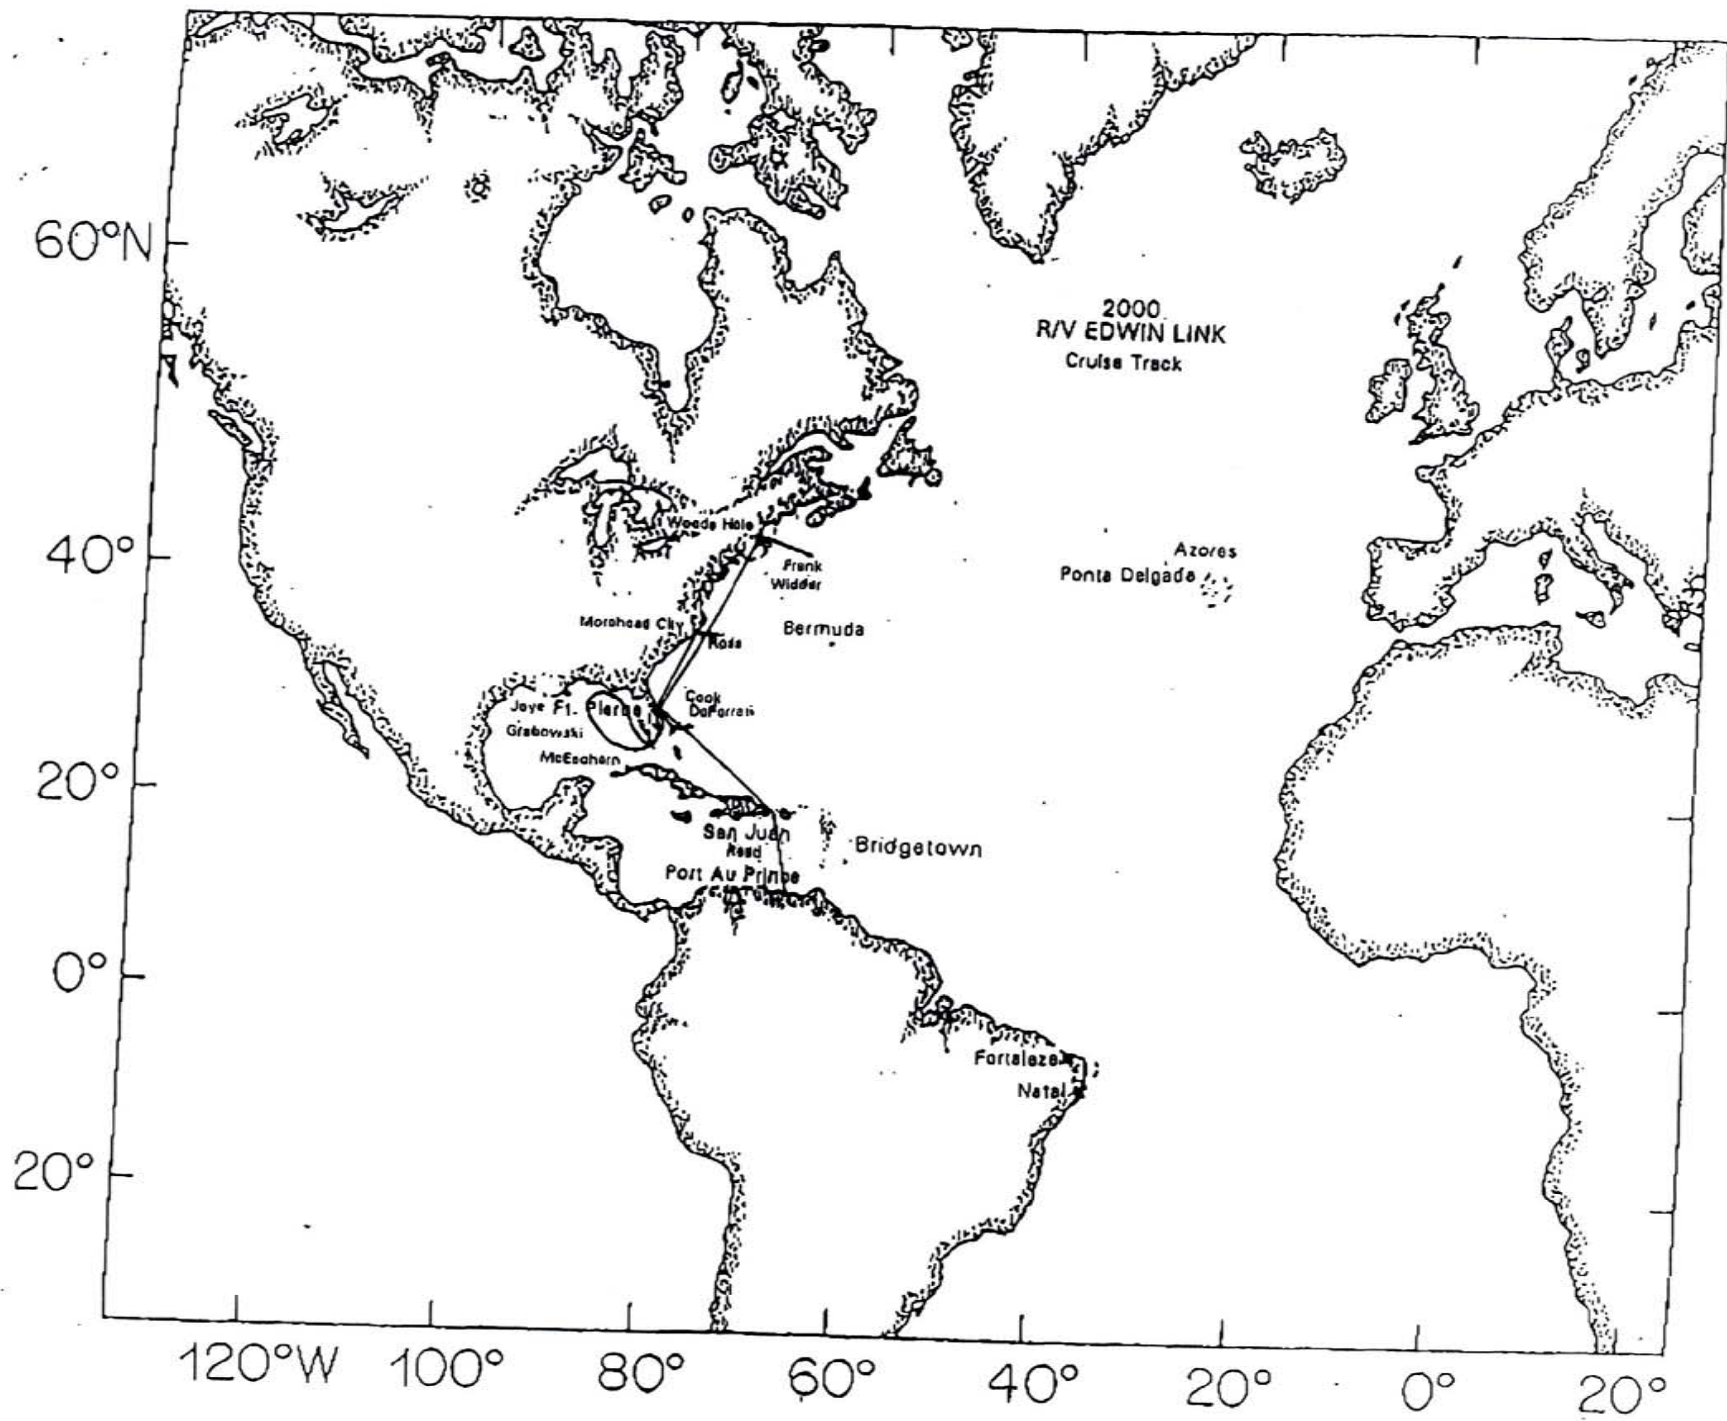 60°N
2000
R/V EDWIN LINK
Cruise Track
Woods Hole
40°
Azores
Frank
Ponta Delgada
Widder
Morehead City
Bermuda
Ross
Cook
Joye Ft. Pierce
DeFerrari
Grabowski
McEachern
20°
San Juan
Reed
Bridgetown
Port Au Prince
0°
Fortaleza
Natal
20°
120°W 100° 80° 60° 40° 20° 0° 20°